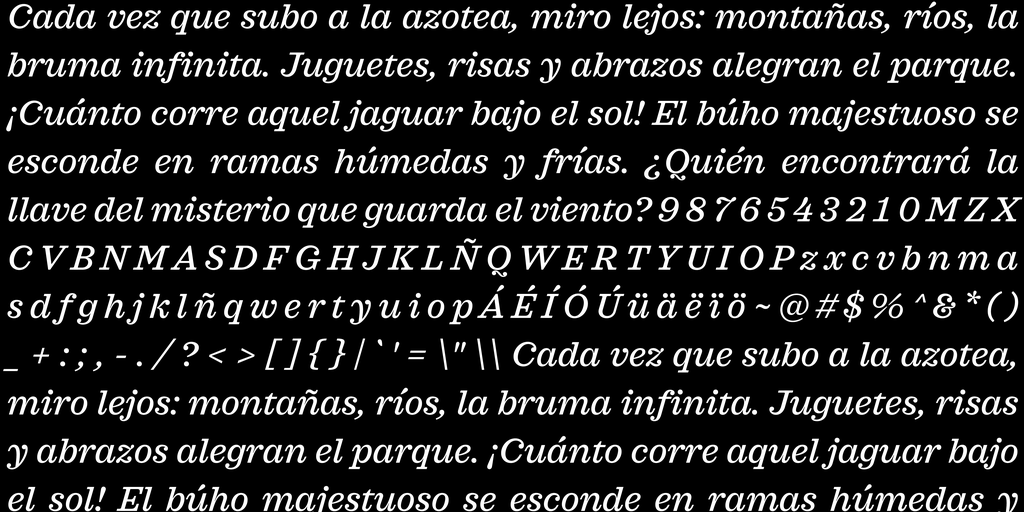 Cada vez que subo a la azotea, miro lejos: montañas, ríos, la
bruma infinita. Juguetes, risas y abrazos alegran el parque.
¡Cuánto corre aquel jaguar bajo el sol! El búho majestuoso se
esconde en ramas húmedas y frías. ¿Quién encontrará la
llave del misterio que guarda el viento? 9 8 7 6 5 4 3 2 1 0 M Z X
C V B N M A S D F G H J K L Ñ Q W E R T Y U I O P z x c v b n m a
s d f g h j k l ñ q w e r t y u i o p Á É Í Ó Ú ü ä ë ï ö ~ @ # $ % ^ & * ( )
_ + : ; , - . / ? < > [ ] { } | ` ' = \" \\ Cada vez que subo a la azotea,
miro lejos: montañas, ríos, la bruma infinita. Juguetes, risas
y abrazos alegran el parque. ¡Cuánto corre aquel jaguar bajo
el sol! El búho majestuoso se esconde en ramas húmedas y